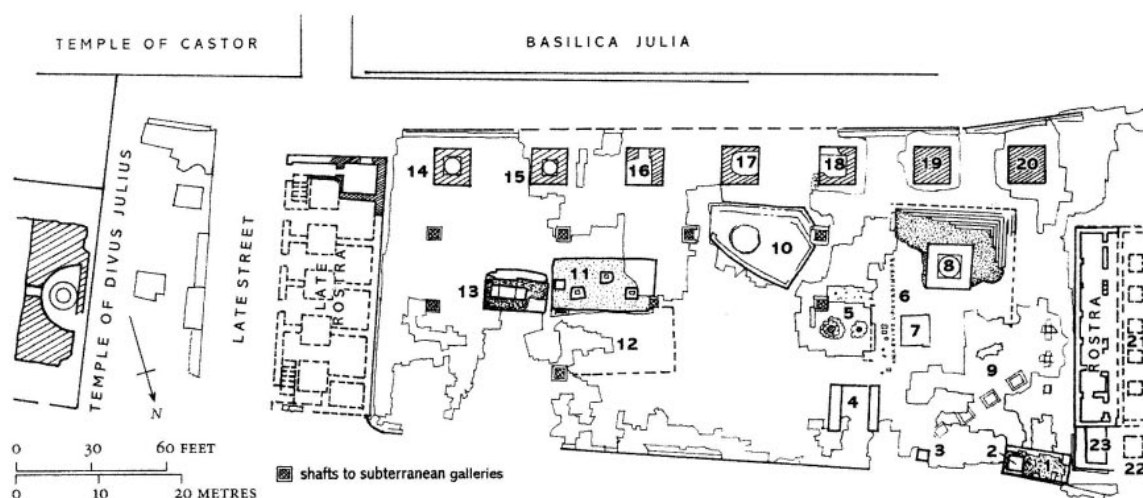 TEMPLE OF CASTOR
BASILICA JULIA
TEMPLE OF DIVUS JULIUS
LATE STREET
LATE ROSTRA
14
15
16
17
18
19
20
13
11
12
10
8
6
7
5
9
4
3
2
1
ROSTRA
21
23
22
N
0 30 60 FEET
0 10 20 METRES
shafts to subterranean galleries